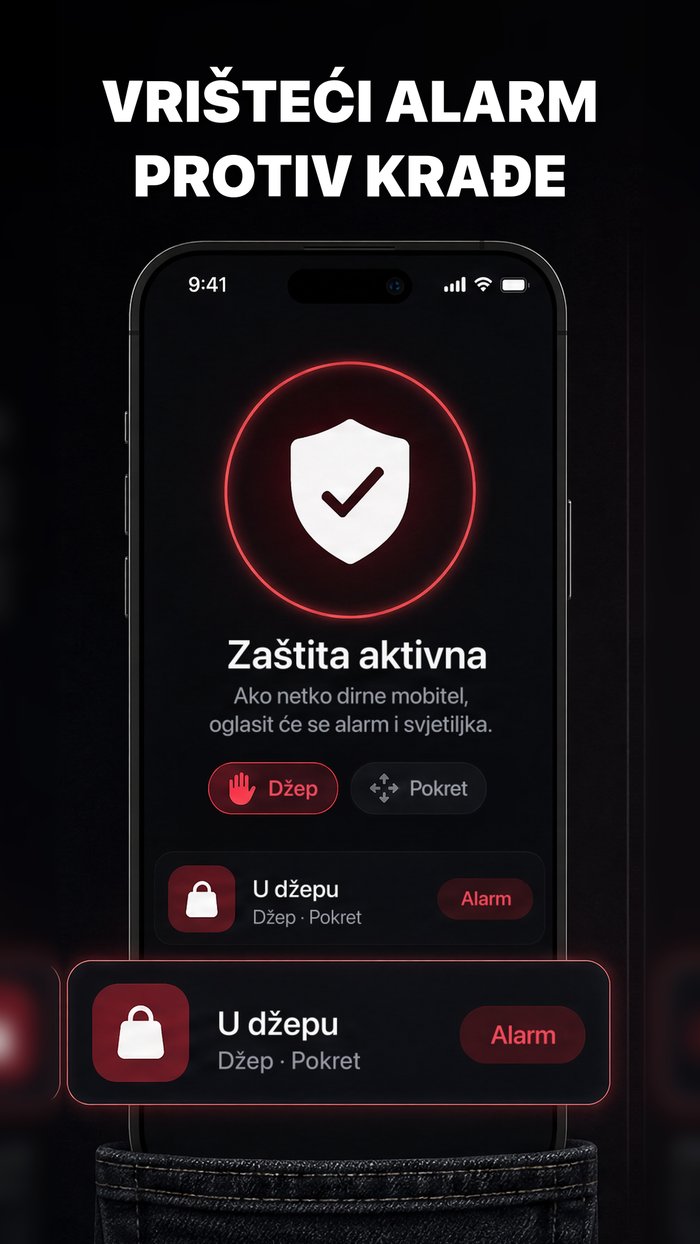 VRIŠTEĆI ALARM
PROTIV KRAĐE
9:41
Zaštita aktivna
Ako netko dirne mobitel,
oglasit će se alarm i svjetiljka.
Džep
Pokret
U džepu
Džep · Pokret
Alarm
U džepu
Džep · Pokret
Alarm